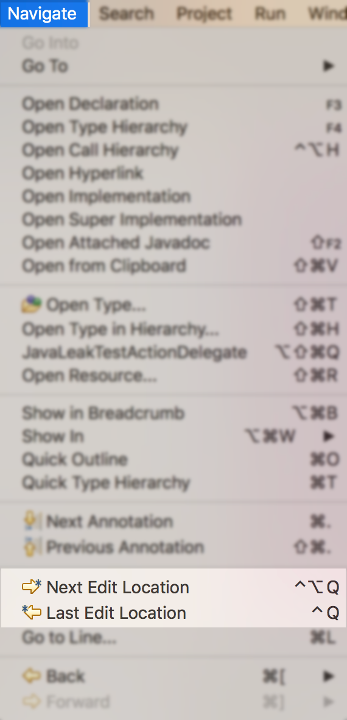 Navigate Search Project Run Wind
Go Into
Go To ▶
Open Declaration F3
Open Type Hierarchy F4
Open Call Hierarchy ^⌥H
Open Hyperlink
Open Implementation
Open Super Implementation
Open Attached Javadoc ⇧F2
Open from Clipboard ⇧⌘V
Open Type... ⇧⌘T
Open Type in Hierarchy... ⇧⌘H
JavaLeakTestActionDelegate ⌥⇧⌘Q
Open Resource... ⇧⌘R
Show in Breadcrumb ⌥⌘B
Show In ⌥⌘W ▶
Quick Outline ⌘O
Quick Type Hierarchy ⌘T
Next Annotation ⌘.
Previous Annotation ⇧⌘.
Next Edit Location ^⌥Q
Last Edit Location ^Q
Go to Line... ⌘L
Back ⌘[ ▶
Forward ⌘] ▶